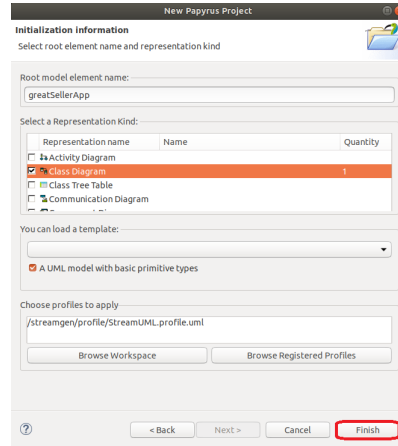 New Papyrus Project
Initialization information
Select root element name and representation kind
Root model element name:
greatSellerApp
Select a Representation Kind:
Representation name Name Quantity
Activity Diagram
Class Diagram 1
Class Tree Table
Communication Diagram
You can load a template:
A UML model with basic primitive types
Choose profiles to apply
/streamgen/profile/StreamUML.profile.uml
Browse Workspace Browse Registered Profiles
? < Back Next > Cancel Finish